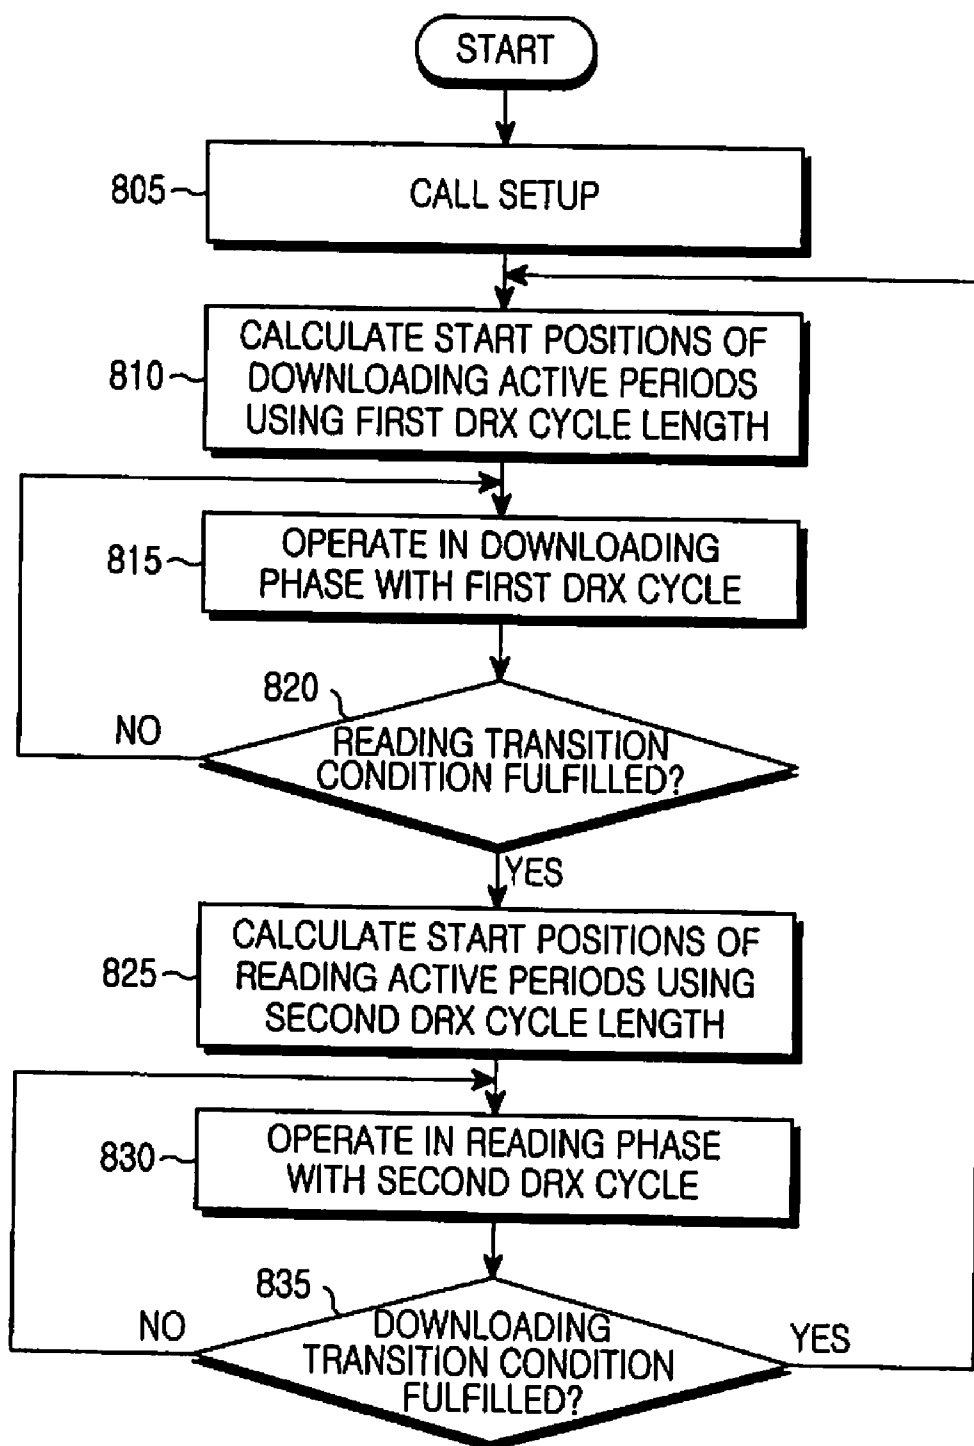 START
805
CALL SETUP
810
CALCULATE START POSITIONS OF
DOWNLOADING ACTIVE PERIODS
USING FIRST DRX CYCLE LENGTH
815
OPERATE IN DOWNLOADING
PHASE WITH FIRST DRX CYCLE
820
NO
READING TRANSITION
CONDITION FULFILLED?
YES
825
CALCULATE START POSITIONS OF
READING ACTIVE PERIODS USING
SECOND DRX CYCLE LENGTH
830
OPERATE IN READING PHASE
WITH SECOND DRX CYCLE
835
NO
DOWNLOADING
TRANSITION CONDITION
FULFILLED?
YES